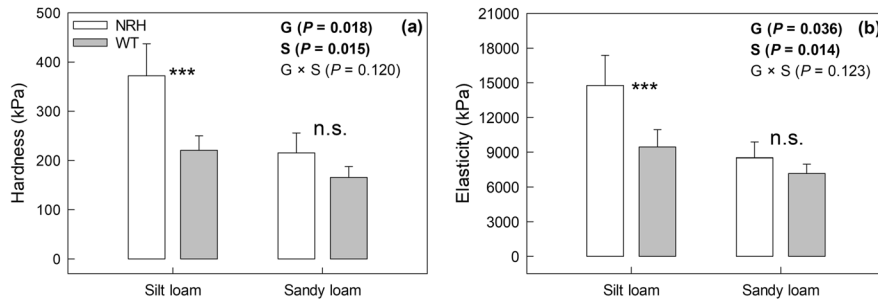 NRH
WT
G (P = 0.018)
S (P = 0.015)
G × S (P = 0.120)
(a)
Hardness (kPa)
500
400
300
200
100
0
***
n.s.
Silt loam
Sandy loam
G (P = 0.036)
S (P = 0.014)
G × S (P = 0.123)
(b)
Elasticity (kPa)
21000
18000
15000
12000
9000
6000
3000
0
***
n.s.
Silt loam
Sandy loam